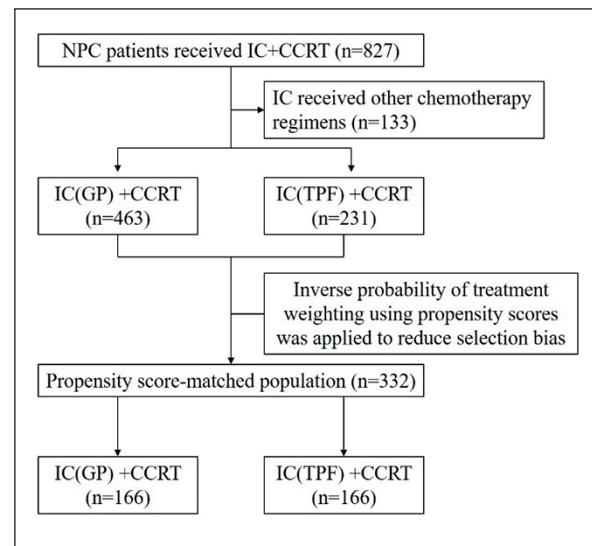 NPC patients received IC+CCRT (n=827)
IC received other chemotherapy
regimens (n=133)
IC(GP) +CCRT
(n=463)
IC(TPF) +CCRT
(n=231)
Inverse probability of treatment
weighting using propensity scores
was applied to reduce selection bias
Propensity score-matched population (n=332)
IC(GP) +CCRT
(n=166)
IC(TPF) +CCRT
(n=166)